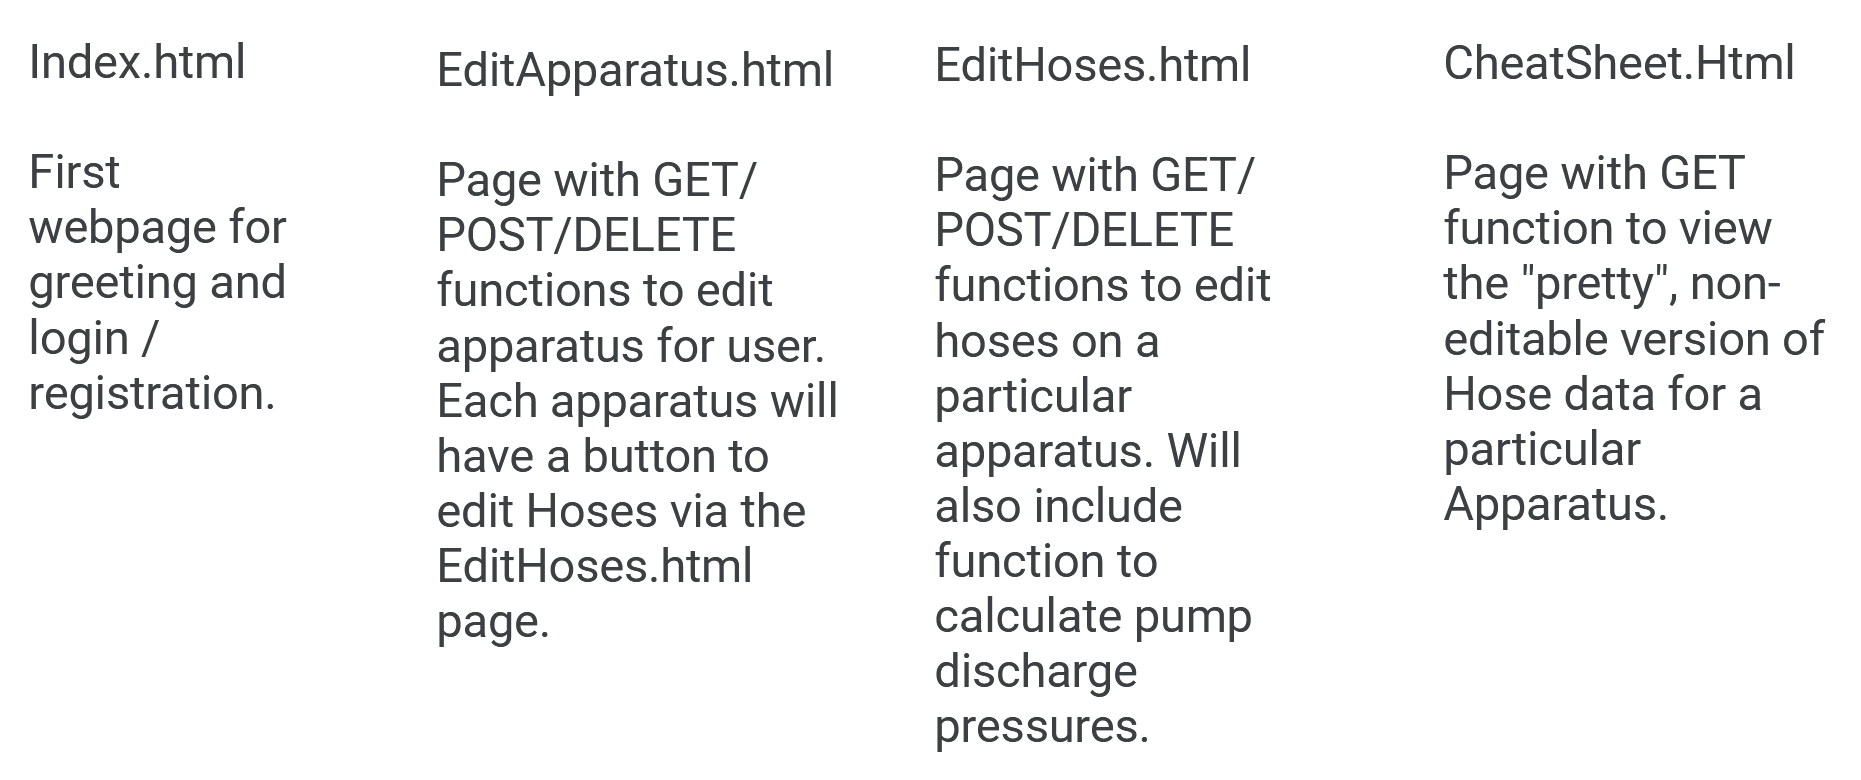 Index.html
First
webpage for
greeting and
login /
registration.
EditApparatus.html
Page with GET/
POST/DELETE
functions to edit
apparatus for user.
Each apparatus will
have a button to
edit Hoses via the
EditHoses.html
page.
EditHoses.html
Page with GET/
POST/DELETE
functions to edit
hoses on a
particular
apparatus. Will
also include
function to
calculate pump
discharge
pressures.
CheatSheet.Html
Page with GET
function to view
the "pretty", non-
editable version of
Hose data for a
particular
Apparatus.